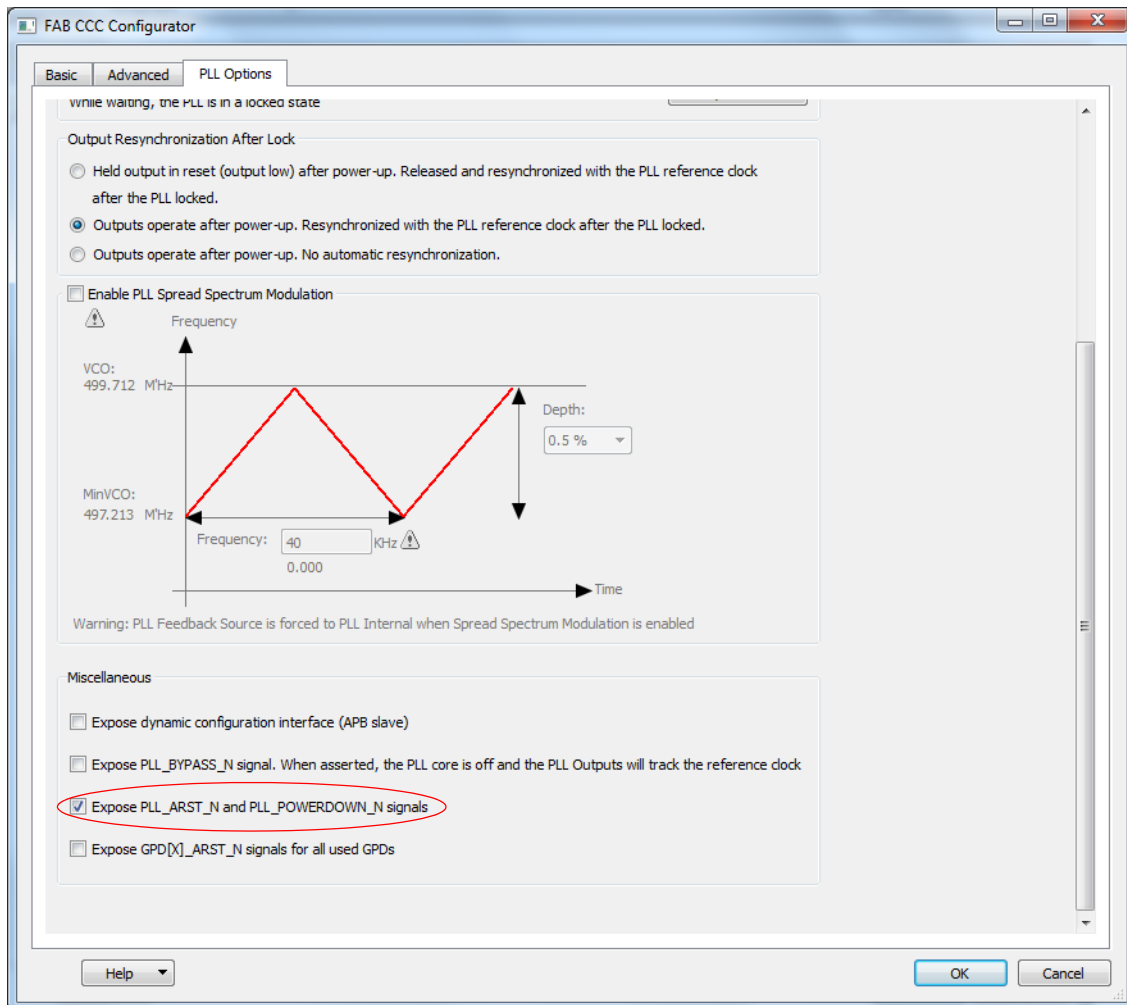 FAB CCC Configurator
Basic
Advanced
PLL Options
While waiting, the PLL is in a locked state
Output Resynchronization After Lock
Held output in reset (output low) after power-up. Released and resynchronized with the PLL reference clock
after the PLL locked.
Outputs operate after power-up. Resynchronized with the PLL reference clock after the PLL locked.
Outputs operate after power-up. No automatic resynchronization.
Enable PLL Spread Spectrum Modulation
Frequency
VCO:
499.712 M'Hz
Depth:
0.5 %
MinVCO:
497.213 M'Hz
Frequency: 40 KHz
0.000
Time
Warning: PLL Feedback Source is forced to PLL Internal when Spread Spectrum Modulation is enabled
Miscellaneous
Expose dynamic configuration interface (APB slave)
Expose PLL_BYPASS_N signal. When asserted, the PLL core is off and the PLL Outputs will track the reference clock
Expose PLL_ARST_N and PLL_POWERDOWN_N signals
Expose GPD[X]_ARST_N signals for all used GPDs
Help
OK
Cancel